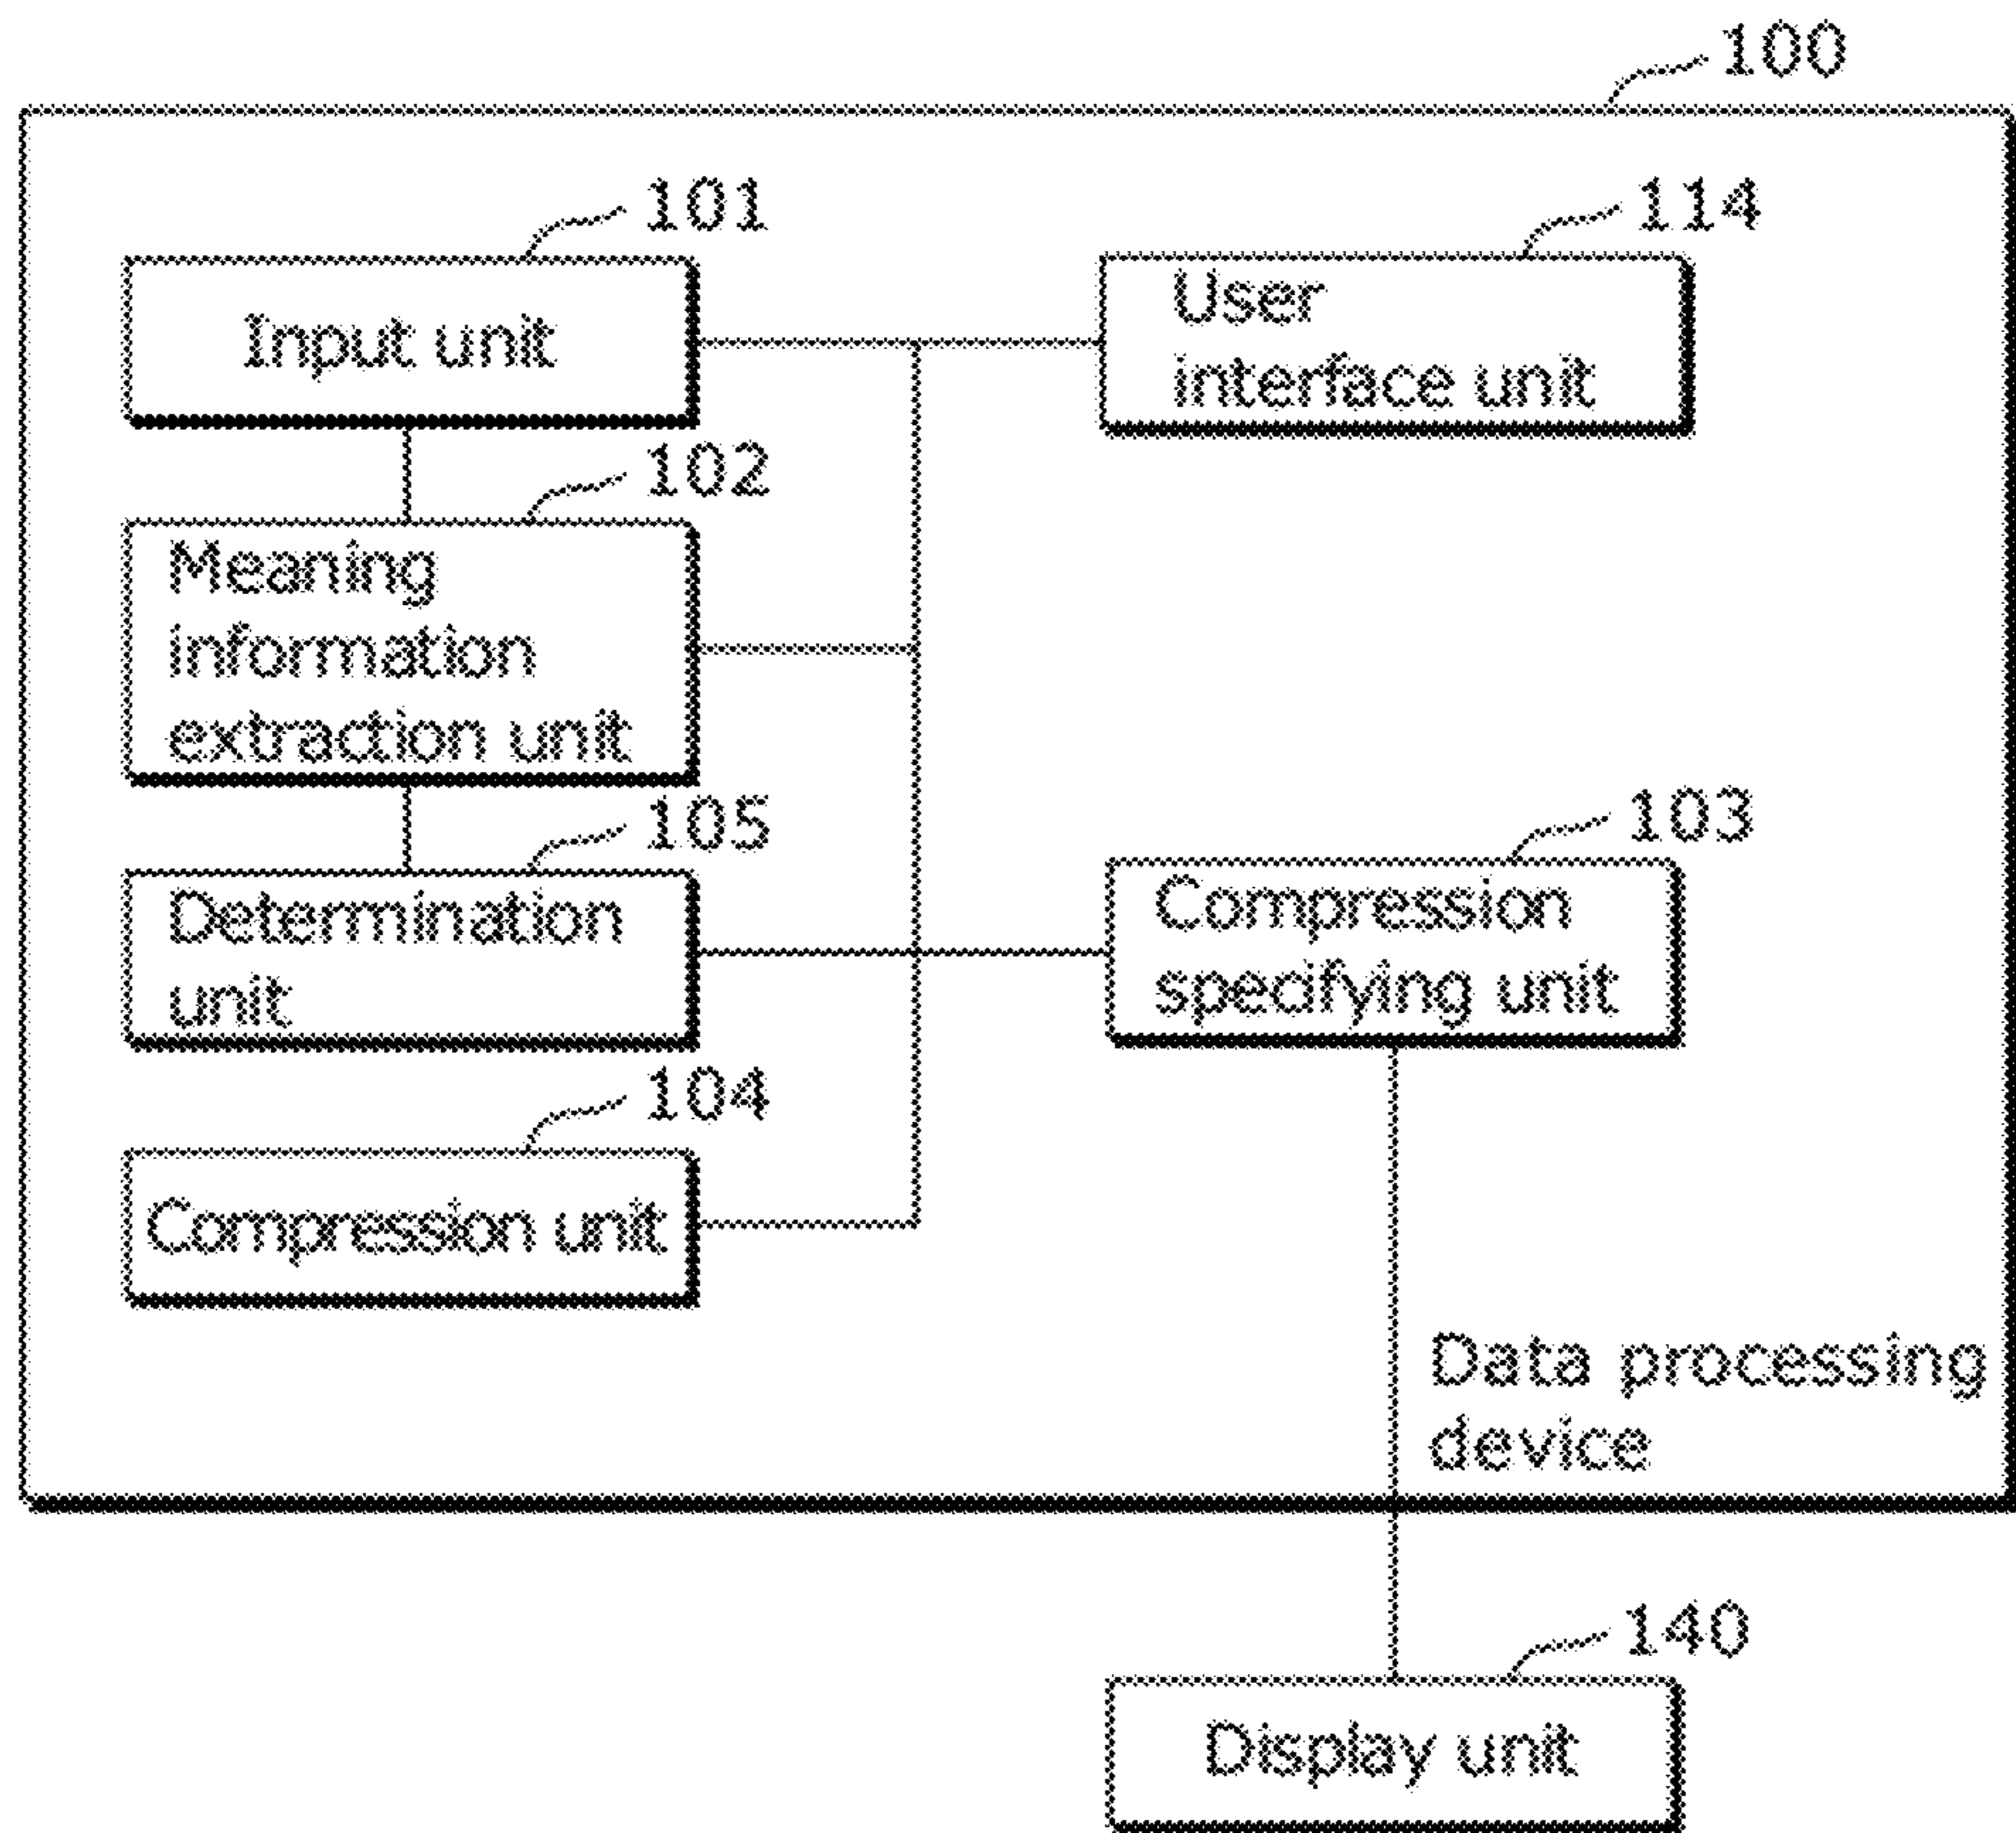 100
101
114
Input unit
User
interface unit
102
Meaning
information
extraction unit
105
103
Determination
unit
Compression
specifying unit
104
Compression unit
Data processing
device
140
Display unit